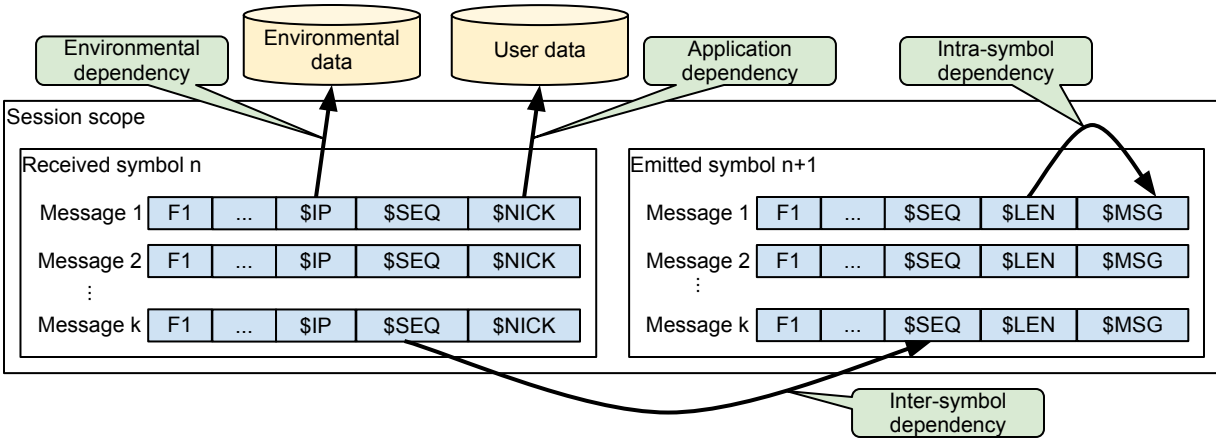 Environmental
dependency
Environmental
data
User data
Application
dependency
Intra-symbol
dependency
Session scope
Received symbol n
Message 1 F1 ... $IP $SEQ $NICK
Message 2 F1 ... $IP $SEQ $NICK
...
Message k F1 ... $IP $SEQ $NICK
Emitted symbol n+1
Message 1 F1 ... $SEQ $LEN $MSG
Message 2 F1 ... $SEQ $LEN $MSG
...
Message k F1 ... $SEQ $LEN $MSG
Inter-symbol
dependency